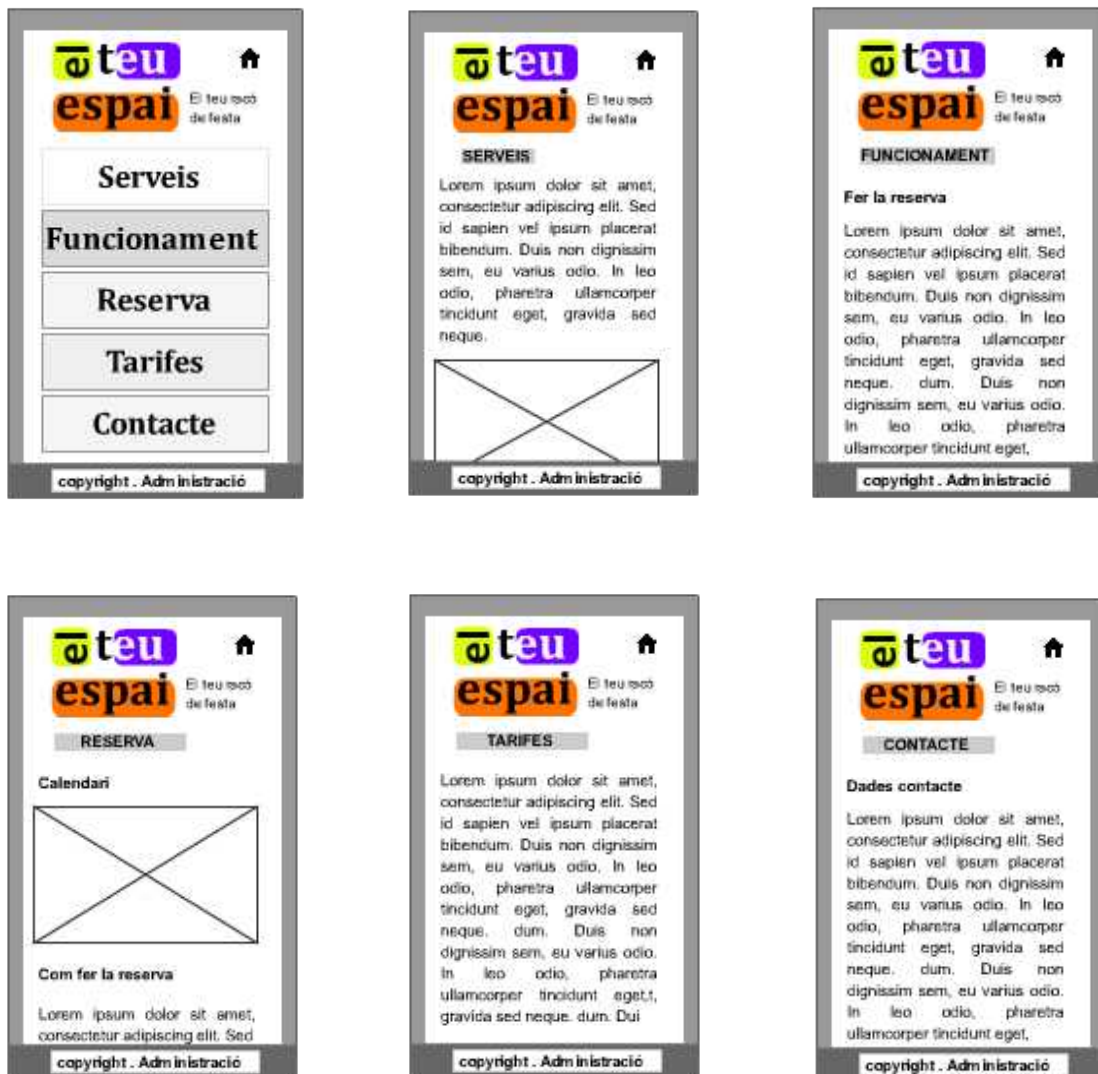 el teu
espai
El teu racó
de festa
Serveis
Funcionament
Reserva
Tarifes
Contacte
copyright . Administració
el teu
espai
El teu racó
de festa
SERVEIS
Lorem ipsum dolor sit amet,
consectetur adipiscing elit. Sed
id sapien vel ipsum placerat
bibendum. Duis non dignissim
sem, eu varius odio. In leo
odio, pharetra ullamcorper
tincidunt eget, gravida sed
neque.
copyright . Administració
el teu
espai
El teu racó
de festa
FUNCIONAMENT
Fer la reserva
Lorem ipsum dolor sit amet,
consectetur adipiscing elit. Sed
id sapien vel ipsum placerat
bibendum. Duis non dignissim
sem, eu varius odio. In leo
odio, pharetra ullamcorper
tincidunt eget, gravida sed
neque. dum. Duis non
dignissim sem, eu varius odio.
In leo odio, pharetra
ullamcorper tincidunt eget,
copyright . Administració
el teu
espai
El teu racó
de festa
RESERVA
Calendari
Com fer la reserva
Lorem ipsum dolor sit amet,
consectetur adipiscing elit. Sed
copyright . Administració
el teu
espai
El teu racó
de festa
TARIFES
Lorem ipsum dolor sit amet,
consectetur adipiscing elit. Sed
id sapien vel ipsum placerat
bibendum. Duis non dignissim
sem, eu varius odio. In leo
odio, pharetra ullamcorper
tincidunt eget, gravida sed
neque. dum. Duis non
dignissim sem, eu varius odio.
In leo odio, pharetra
ullamcorper tincidunt eget,t,
gravida sed neque. dum. Dui
copyright . Administració
el teu
espai
El teu racó
de festa
CONTACTE
Dades contacte
Lorem ipsum dolor sit amet,
consectetur adipiscing elit. Sed
id sapien vel ipsum placerat
bibendum. Duis non dignissim
sem, eu varius odio. In leo
odio, pharetra ullamcorper
tincidunt eget, gravida sed
neque. dum. Duis non
dignissim sem, eu varius odio.
In leo odio, pharetra
ullamcorper tincidunt eget,
copyright . Administració